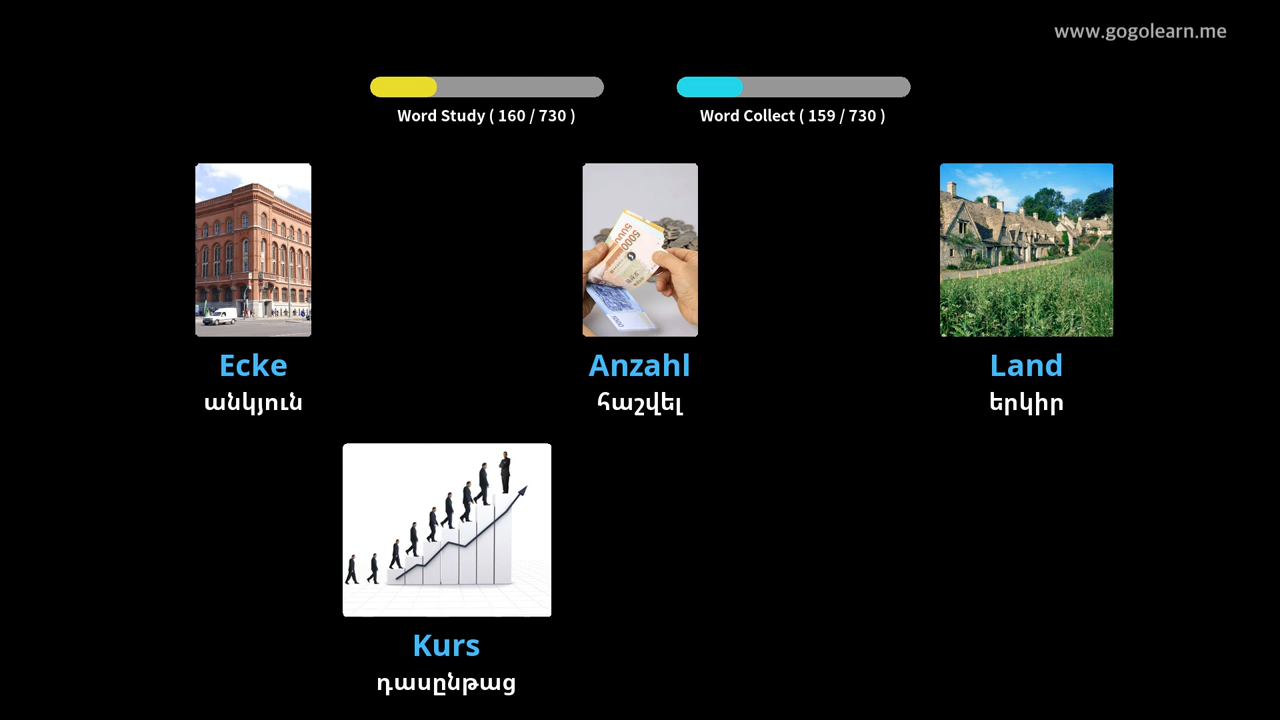 www.gogolearn.me
Word Study ( 160 / 730 )
Word Collect ( 159 / 730 )
Ecke
անկյուն
Anzahl
հաշվել
Land
երկիր
Kurs
դասընթաց